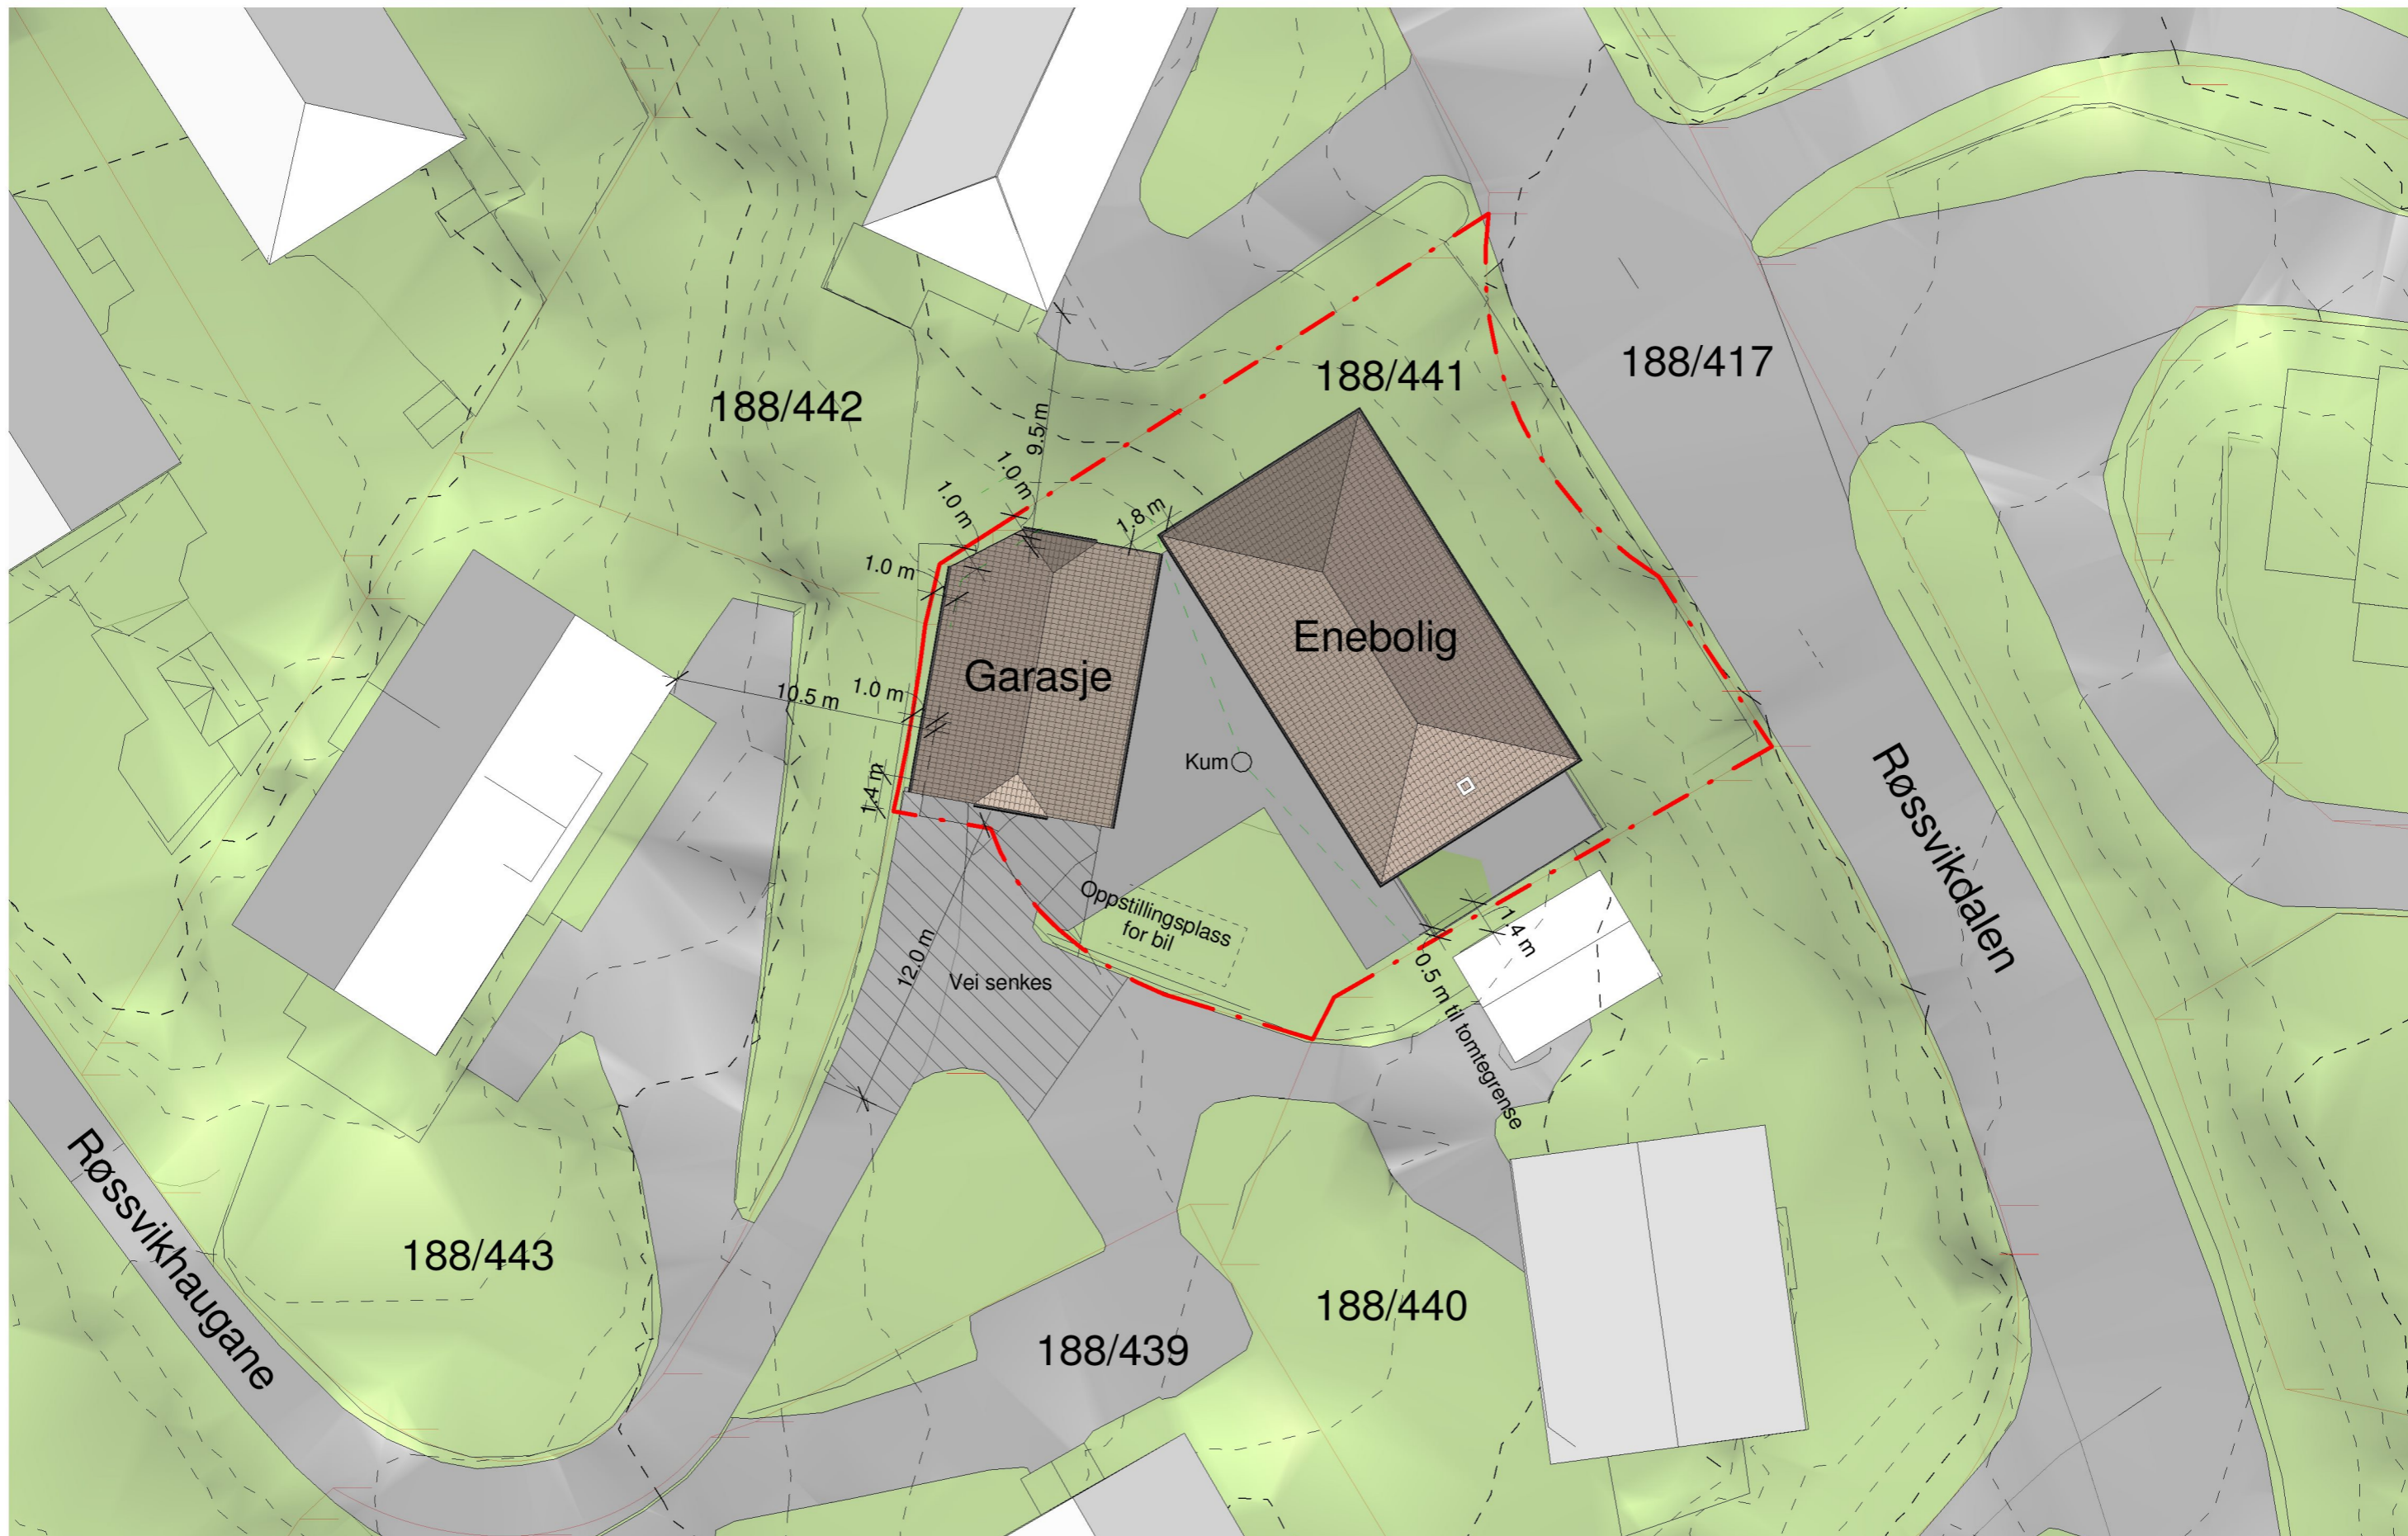 188/441
188/417
188/442
9.5 m
1.0 m
1.0 m
1.8 m
1.0 m
Enebolig
Garasje
10.5 m
1.0 m
Kum
1.4 m
Røssvikdalen
Oppstillingsplass
for bil
1.4 m
12.0 m
Vei senkes
0.5 m til tomtegrense
Røssvikhaugane
188/443
188/440
188/439